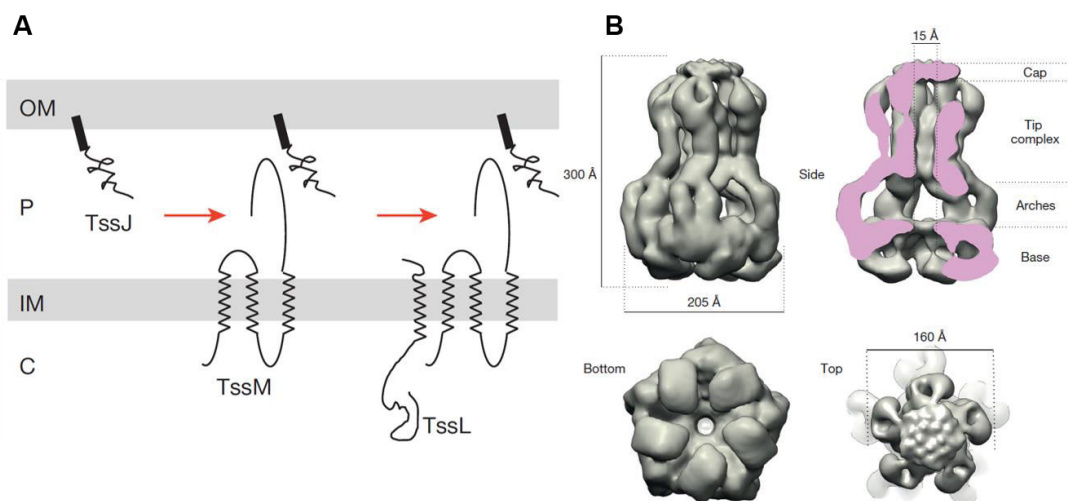 A
OM
P
IM
C
TssJ
TssM
TssL
B
15 Å
Cap
Tip
complex
300 Å
Side
Arches
Base
205 Å
Bottom
Top
160 Å